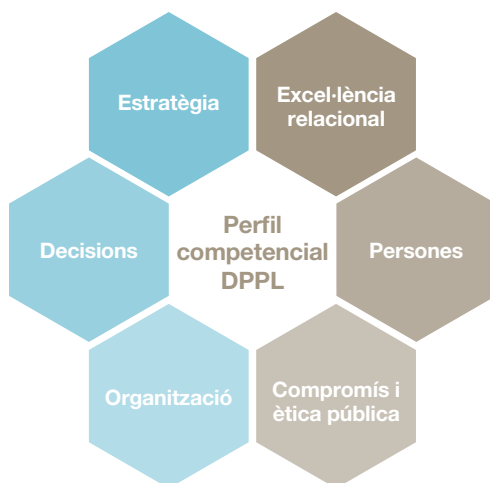 Estratègia
Excel·lència
relacional
Decisions
Perfil
competencial
DPPL
Persones
Organització
Compromís i
ètica pública